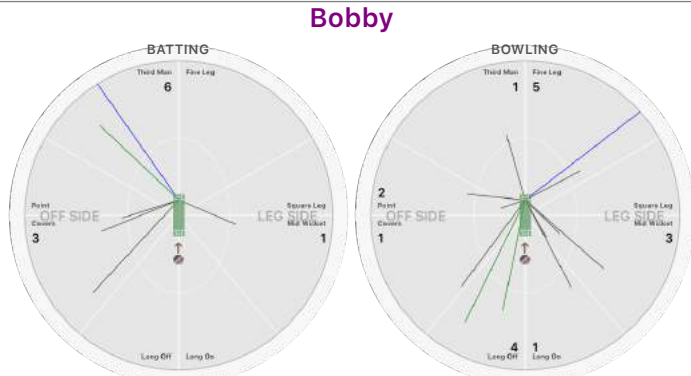 Bobby
BATTING
Third Man
Fine Leg
6
Point
OFF SIDE
Covers
3
Square Leg
LEG SIDE
Mid Wicket
1
Long Off
Long On
BOWLING
Third Man
Fine Leg
1
5
2
Point
OFF SIDE
Covers
1
Square Leg
LEG SIDE
Mid Wicket
3
4
1
Long Off
Long On